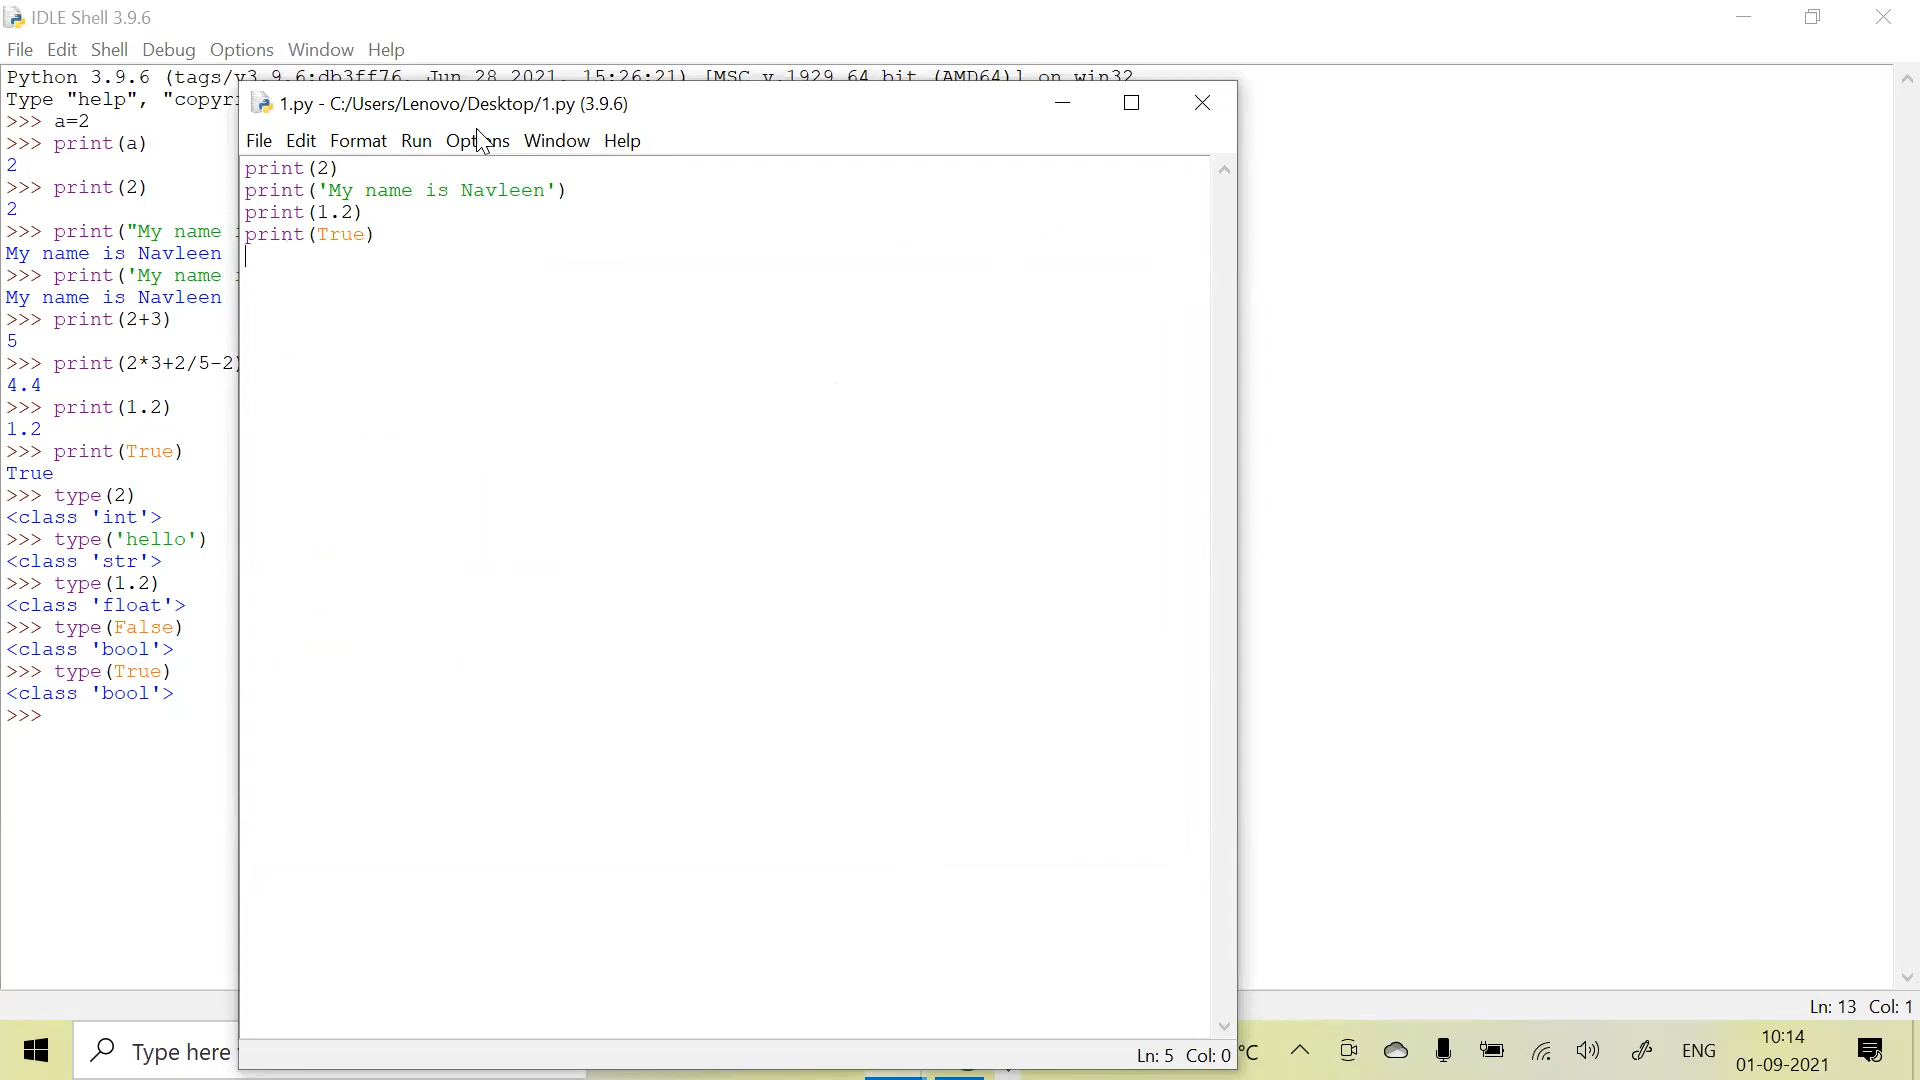 IDLE Shell 3.9.6
File Edit Shell Debug Options Window Help
Python 3.9.6 (tags/v3.9.6:db3ff76, Jun 28 2021, 15:26:21) [MSC v.1929 64 bit (AMD64)] on win32
Type "help", "copyri
>>> a=2
>>> print(a)
2
>>> print(2)
2
>>> print("My name
My name is Navleen
>>> print('My name
My name is Navleen
>>> print(2+3)
5
>>> print(2*3+2/5-2)
4.4
>>> print(1.2)
1.2
>>> print(True)
True
>>> type(2)
<class 'int'>
>>> type('hello')
<class 'str'>
>>> type(1.2)
<class 'float'>
>>> type(False)
<class 'bool'>
>>> type(True)
<class 'bool'>
>>>
Ln: 13 Col: 1
1.py - C:/Users/Lenovo/Desktop/1.py (3.9.6)
File Edit Format Run Options Window Help
print(2)
print('My name is Navleen')
print(1.2)
print(True)
Ln: 5 Col: 0
Type here
°C
ENG
10:14
01-09-2021